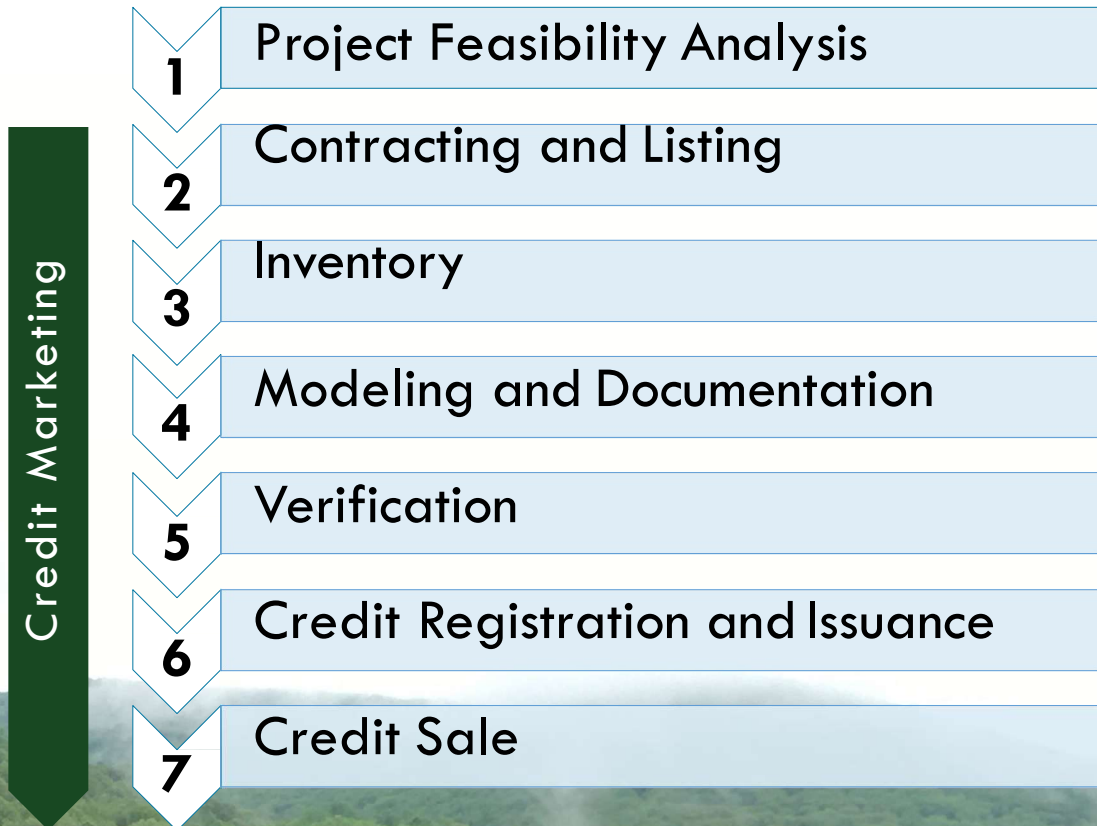 Credit Marketing
1
Project Feasibility Analysis
2
Contracting and Listing
3
Inventory
4
Modeling and Documentation
5
Verification
6
Credit Registration and Issuance
7
Credit Sale